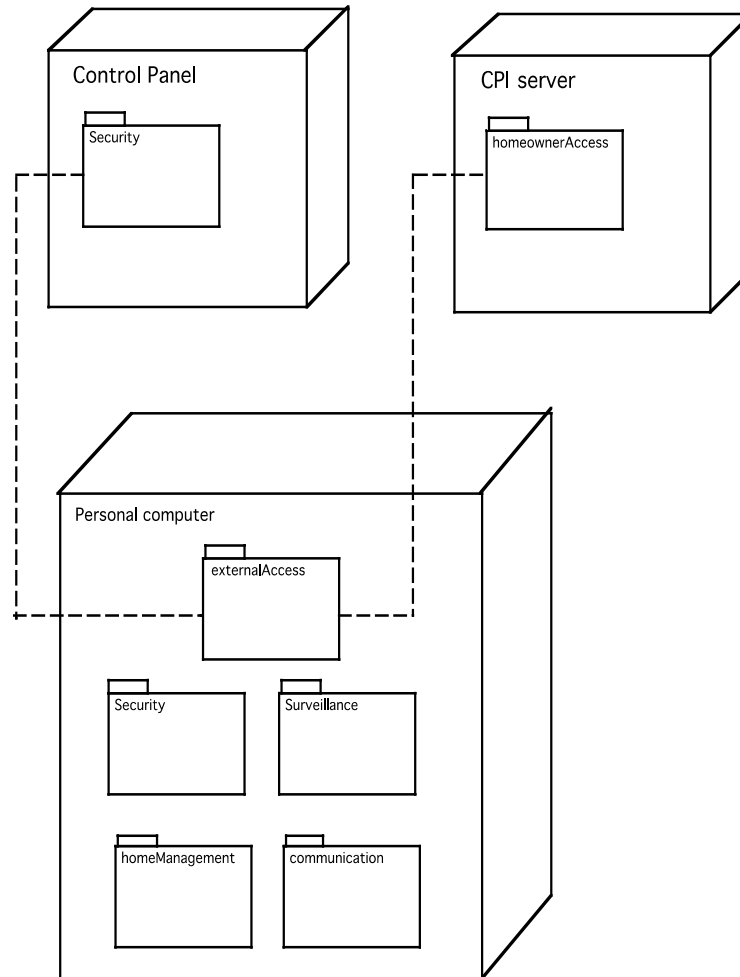 Control Panel
Security
CPI server
homeownerAccess
Personal computer
externalAccess
Security
Surveillance
homeManagement
communication